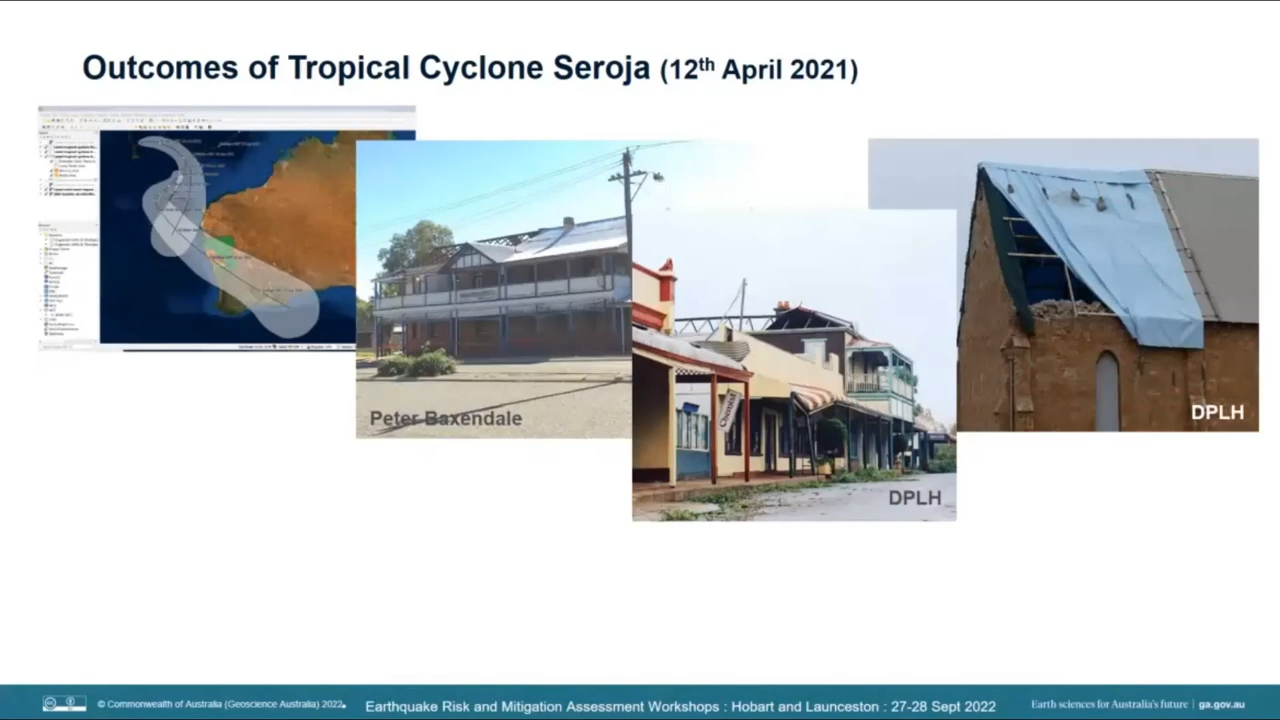 Outcomes of Tropical Cyclone Seroja (12th April 2021)
Peter Baxendale
Chemist
DPLH
DPLH
© Commonwealth of Australia (Geoscience Australia) 2022.
Earthquake Risk and Mitigation Assessment Workshops : Hobart and Launceston : 27-28 Sept 2022
Earth sciences for Australia's future | ga.gov.au